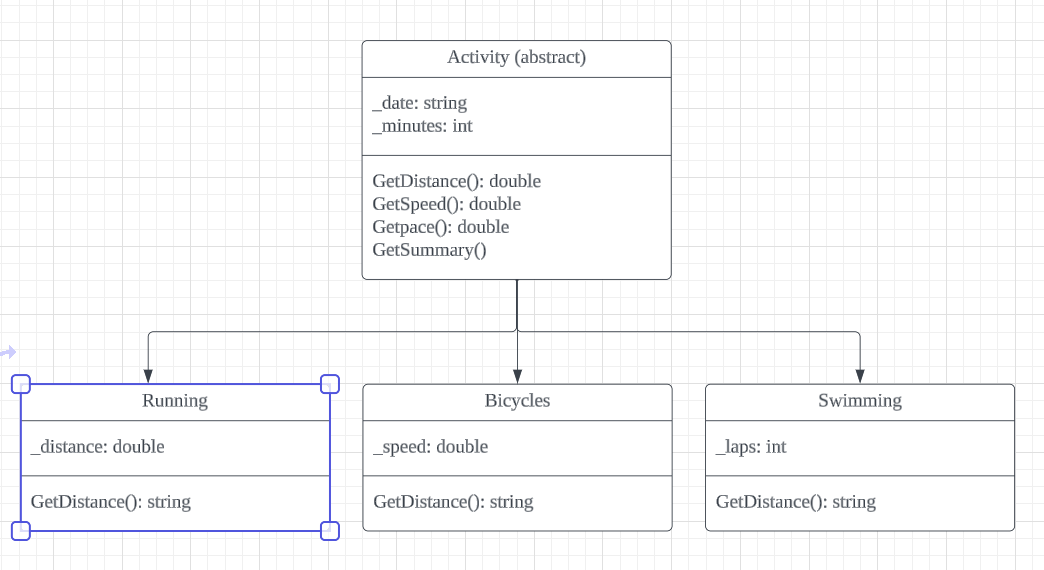 Activity (abstract)
_date: string
_minutes: int
GetDistance(): double
GetSpeed(): double
Getpace(): double
GetSummary()
Running
_distance: double
GetDistance(): string
Bicycles
_speed: double
GetDistance(): string
Swimming
_laps: int
GetDistance(): string